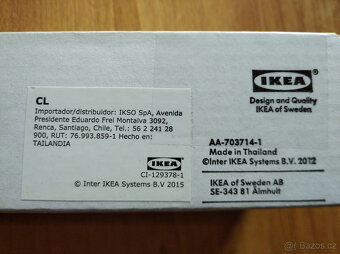 CL
Importador/distribuidor: IKSO SpA, Avenida
Presidente Eduardo Frei Montalva 3092,
Renca, Santiago, Chile, Tel.: 56 2 241 28
900, RUT: 76.993.859-1 Hecho en:
TAILANDIA
IKEA
CI-129378-1
© Inter IKEA Systems B.V 2015
IKEA
Design and Quality
IKEA of Sweden
AA-703714-1
Made in Thailand
©Inter IKEA Systems B.V. 2012
IKEA of Sweden AB
SE-343 81 Älmhult
Sbazos.cz